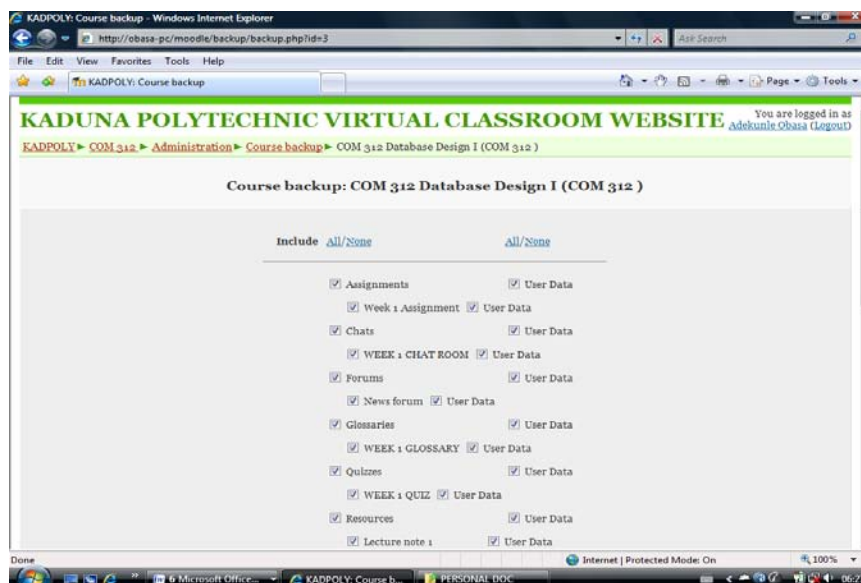 KADPOLY: Course backup - Windows Internet Explorer
http://obasa-pc/moodle/backup/backup.php?id=3
Ask Search
File Edit View Favorites Tools Help
KADPOLY: Course backup
Page Tools
KADUNA POLYTECHNIC VIRTUAL CLASSROOM WEBSITE
You are logged in as
Adekunle Obasa (Logout)
KADPOLY ► COM 312 ► Administration ► Course backup ► COM 312 Database Design I (COM 312 )
Course backup: COM 312 Database Design I (COM 312 )
Include All/None All/None
Assignments User Data
Week 1 Assignment User Data
Chats User Data
WEEK 1 CHAT ROOM User Data
Forums User Data
News forum User Data
Glossaries User Data
WEEK 1 GLOSSARY User Data
Quizzes User Data
WEEK 1 QUIZ User Data
Resources User Data
Lecture note 1 User Data
Done Internet | Protected Mode: On 100%
6 Microsoft Office... KADPOLY: Course b... PERSONAL DOC